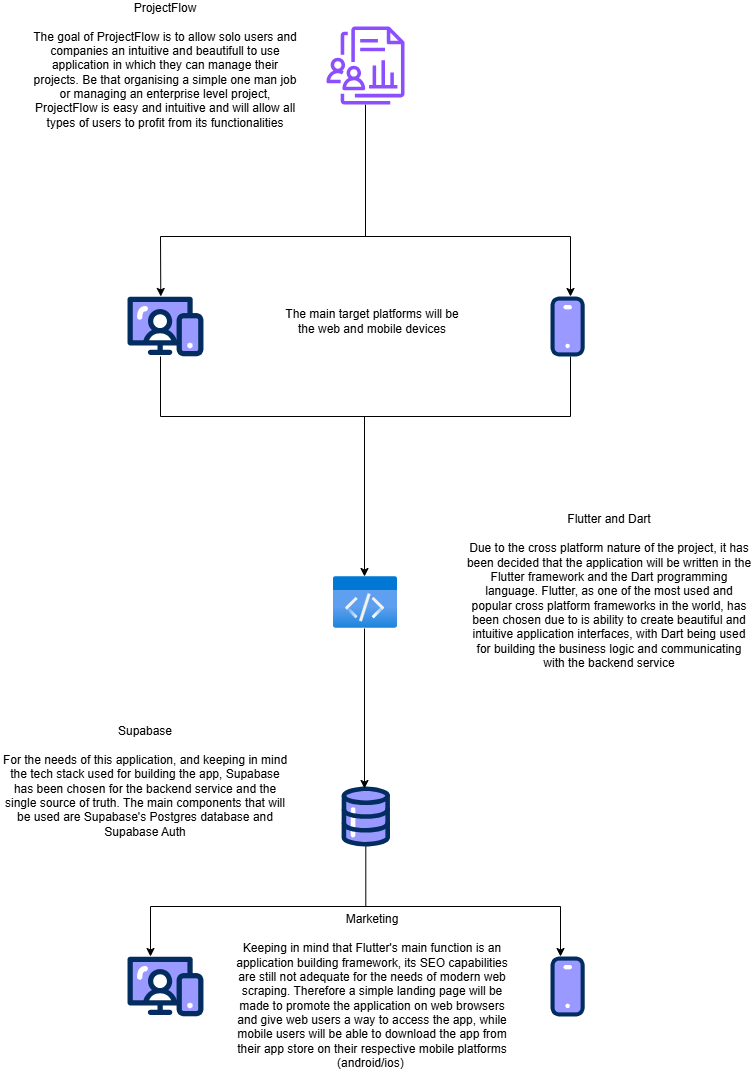 ProjectFlow
The goal of ProjectFlow is to allow solo users and
companies an intuitive and beautifull to use
application in which they can manage their
projects. Be that organising a simple one man job
or managing an enterprise level project,
ProjectFlow is easy and intuitive and will allow all
types of users to profit from its functionalities
The main target platforms will be
the web and mobile devices
Flutter and Dart
Due to the cross platform nature of the project, it has
been decided that the application will be written in the
Flutter framework and the Dart programming
language. Flutter, as one of the most used and
popular cross platform frameworks in the world, has
been chosen due to is ability to create beautiful and
intuitive application interfaces, with Dart being used
for building the business logic and communicating
with the backend service
Supabase
For the needs of this application, and keeping in mind
the tech stack used for building the app, Supabase
has been chosen for the backend service and the
single source of truth. The main components that will
be used are Supabase's Postgres database and
Supabase Auth
Marketing
Keeping in mind that Flutter's main function is an
application building framework, its SEO capabilities
are still not adequate for the needs of modern web
scraping. Therefore a simple landing page will be
made to promote the application on web browsers
and give web users a way to access the app, while
mobile users will be able to download the app from
their app store on their respective mobile platforms
(android/ios)